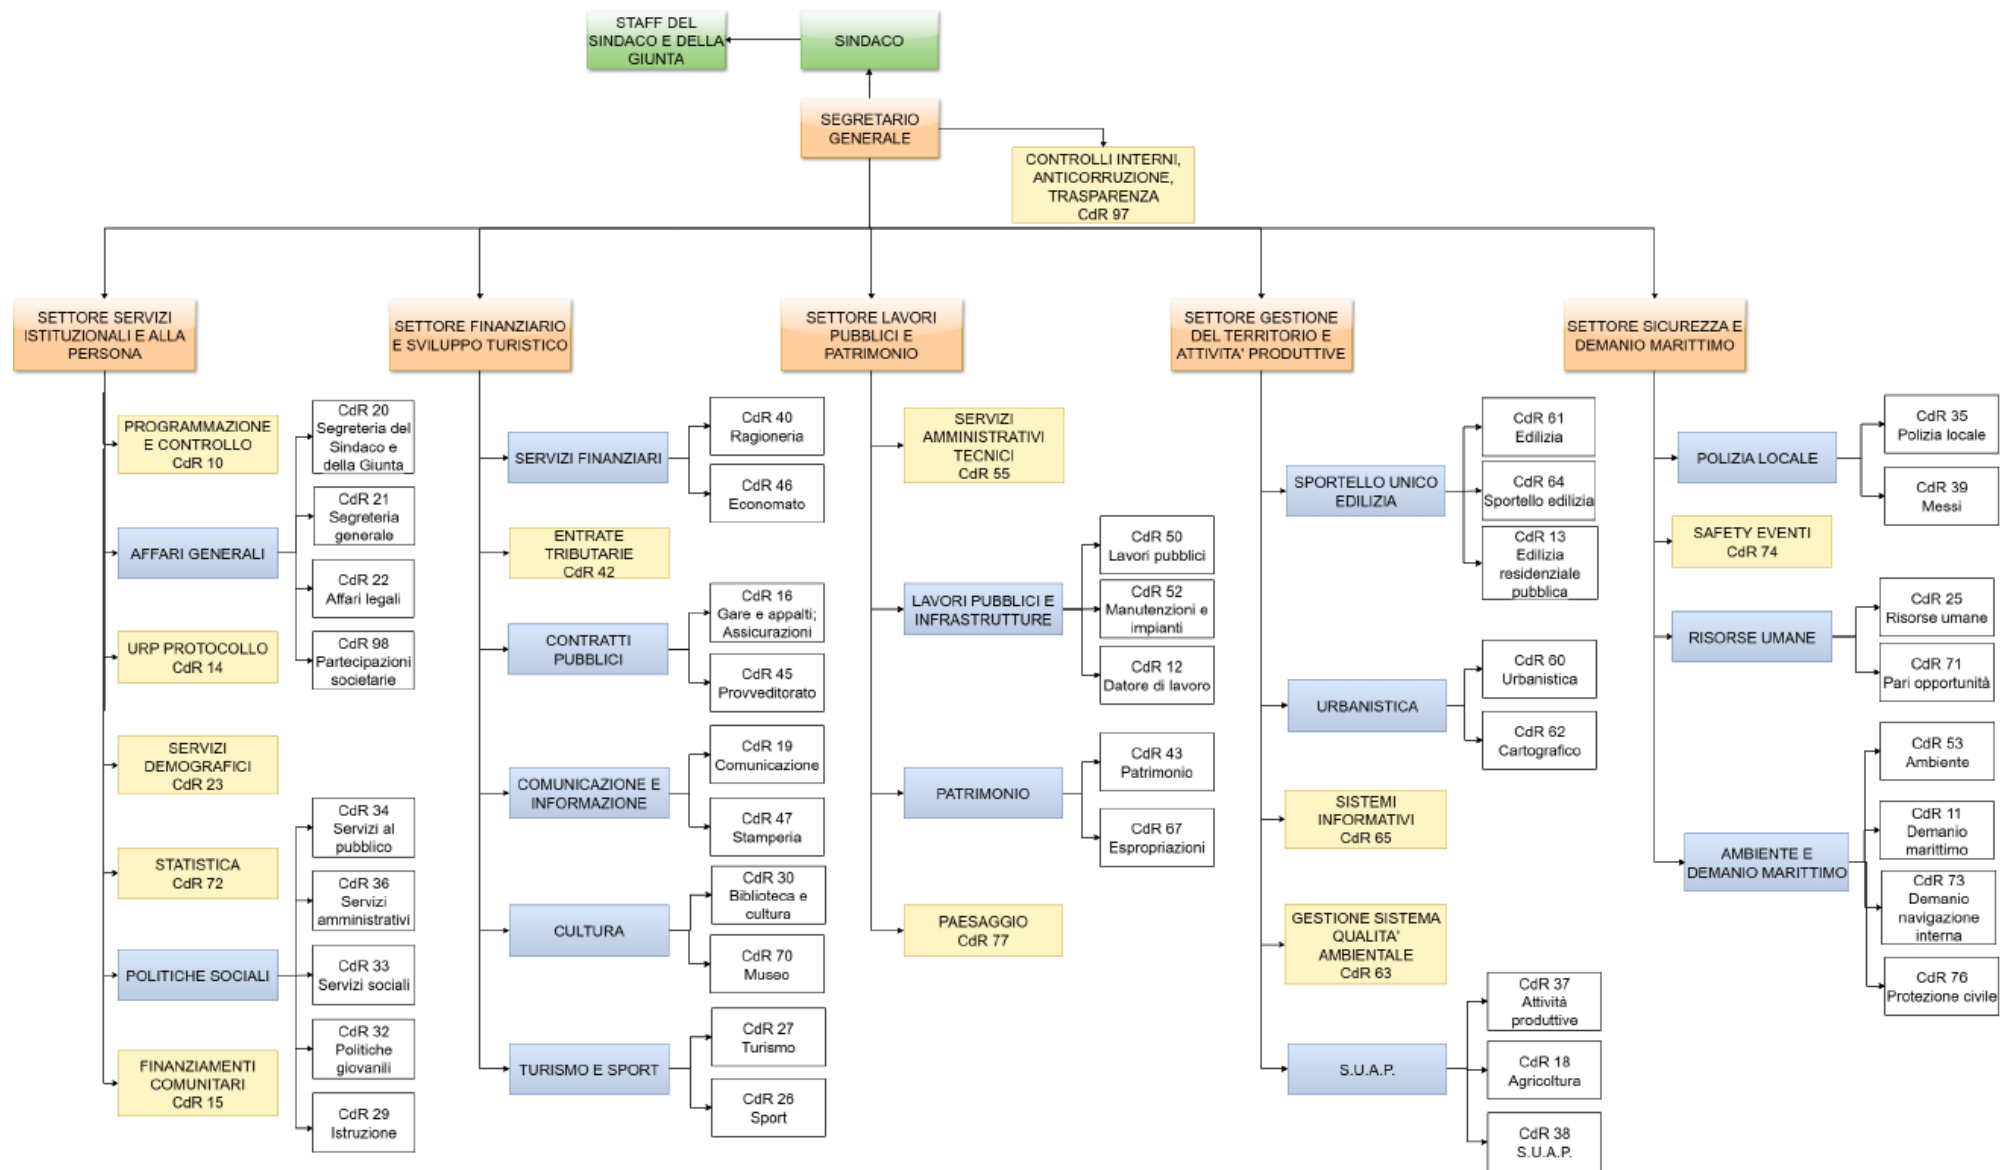 STAFF DEL
SINDACO E DELLA
GIUNTA
SINDACO
SEGRETARIO
GENERALE
CONTROLLI INTERNI,
ANTICORRUZIONE,
TRASPARENZA
CdR 97
SETTORE SERVIZI
ISTITUZIONALI E ALLA
PERSONA
PROGRAMMAZIONE
E CONTROLLO
CdR 10
AFFARI GENERALI
CdR 20
Segreteria del
Sindaco e
della Giunta
CdR 21
Segreteria
generale
CdR 22
Affari legali
CdR 98
Partecipazioni
societarie
URP PROTOCOLLO
CdR 14
SERVIZI
DEMOGRAFICI
CdR 23
STATISTICA
CdR 72
POLITICHE SOCIALI
CdR 34
Servizi al
pubblico
CdR 36
Servizi
amministrativi
CdR 33
Servizi sociali
CdR 32
Politiche
giovanili
CdR 29
Istruzione
FINANZIAMENTI
COMUNITARI
CdR 15
SETTORE FINANZIARIO
E SVILUPPO TURISTICO
SERVIZI FINANZIARI
CdR 40
Ragioneria
CdR 46
Economato
ENTRATE
TRIBUTARIE
CdR 42
CONTRATTI
PUBBLICI
CdR 16
Gare e appalti;
Assicurazioni
CdR 45
Provveditorato
COMUNICAZIONE E
INFORMAZIONE
CdR 19
Comunicazione
CdR 47
Stamperia
CULTURA
CdR 30
Biblioteca e
cultura
CdR 70
Museo
TURISMO E SPORT
CdR 27
Turismo
CdR 26
Sport
SETTORE LAVORI
PUBBLICI E
PATRIMONIO
SERVIZI
AMMINISTRATIVI
TECNICI
CdR 55
LAVORI PUBBLICI E
INFRASTRUTTURE
CdR 50
Lavori pubblici
CdR 52
Manutenzioni e
impianti
CdR 12
Datore di lavoro
PATRIMONIO
CdR 43
Patrimonio
CdR 67
Espropriazioni
PAESAGGIO
CdR 77
SETTORE GESTIONE
DEL TERRITORIO E
ATTIVITA' PRODUTTIVE
SPORTELLO UNICO
EDILIZIA
CdR 61
Edilizia
CdR 64
Sportello edilizia
CdR 13
Edilizia
residenziale
pubblica
URBANISTICA
CdR 60
Urbanistica
CdR 62
Cartografico
SISTEMI
INFORMATIVI
CdR 65
GESTIONE SISTEMA
QUALITA'
AMBIENTALE
CdR 63
S.U.A.P.
CdR 37
Attività
produttive
CdR 18
Agricoltura
CdR 38
S.U.A.P.
SETTORE SICUREZZA E
DEMANIO MARITTIMO
POLIZIA LOCALE
CdR 35
Polizia locale
CdR 39
Messi
SAFETY EVENTI
CdR 74
RISORSE UMANE
CdR 25
Risorse umane
CdR 71
Pari opportunità
AMBIENTE E
DEMANIO MARITTIMO
CdR 53
Ambiente
CdR 11
Demanio
marittimo
CdR 73
Demanio
navigazione
interna
CdR 76
Protezione civile